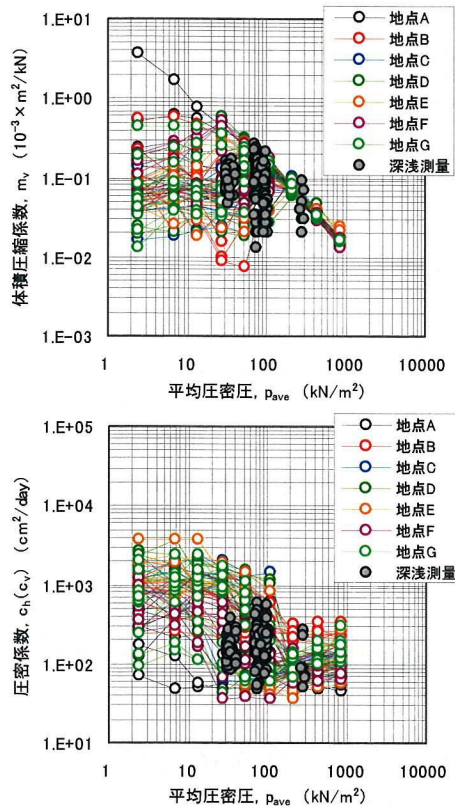 体積圧縮係数, mv (10⁻³×m²/kN)
1.E+01
1.E+00
1.E-01
1.E-02
1.E-03
1 10 100 1000 10000
平均圧密圧, pave (kN/m²)
地点A
地点B
地点C
地点D
地点E
地点F
地点G
深浅測量
圧密係数, ch(cv) (cm²/day)
1.E+05
1.E+04
1.E+03
1.E+02
1.E+01
1 10 100 1000 10000
平均圧密圧, pave (kN/m²)
地点A
地点B
地点C
地点D
地点E
地点F
地点G
深浅測量